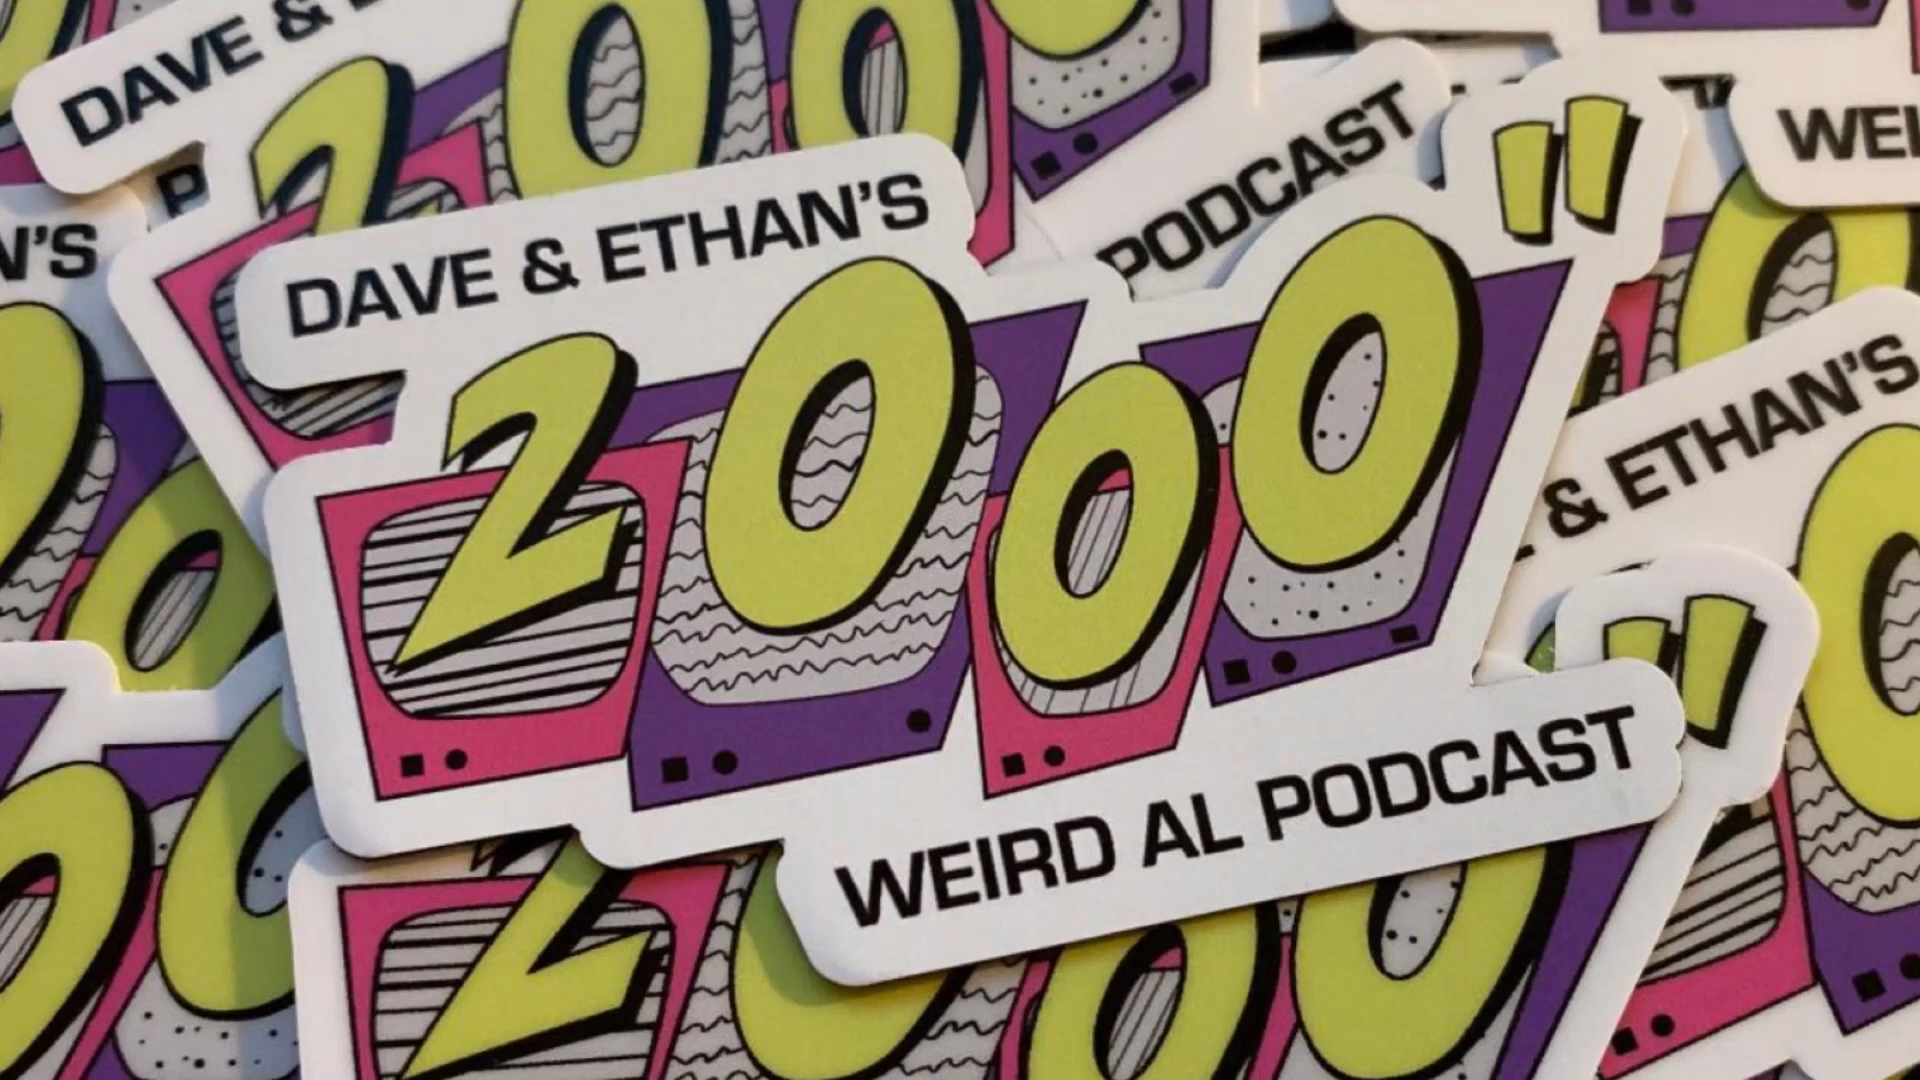 DAVE &
P
PODCAST
WEI
N'S
DAVE & ETHAN'S
2000"
& ETHAN'S
WEIRD AL PODCAST